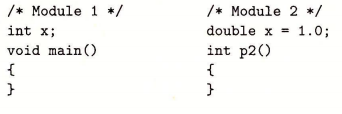 /* Module 1 */
int x;
void main()
{
}
/* Module 2 */
double x = 1.0;
int p2()
{
}